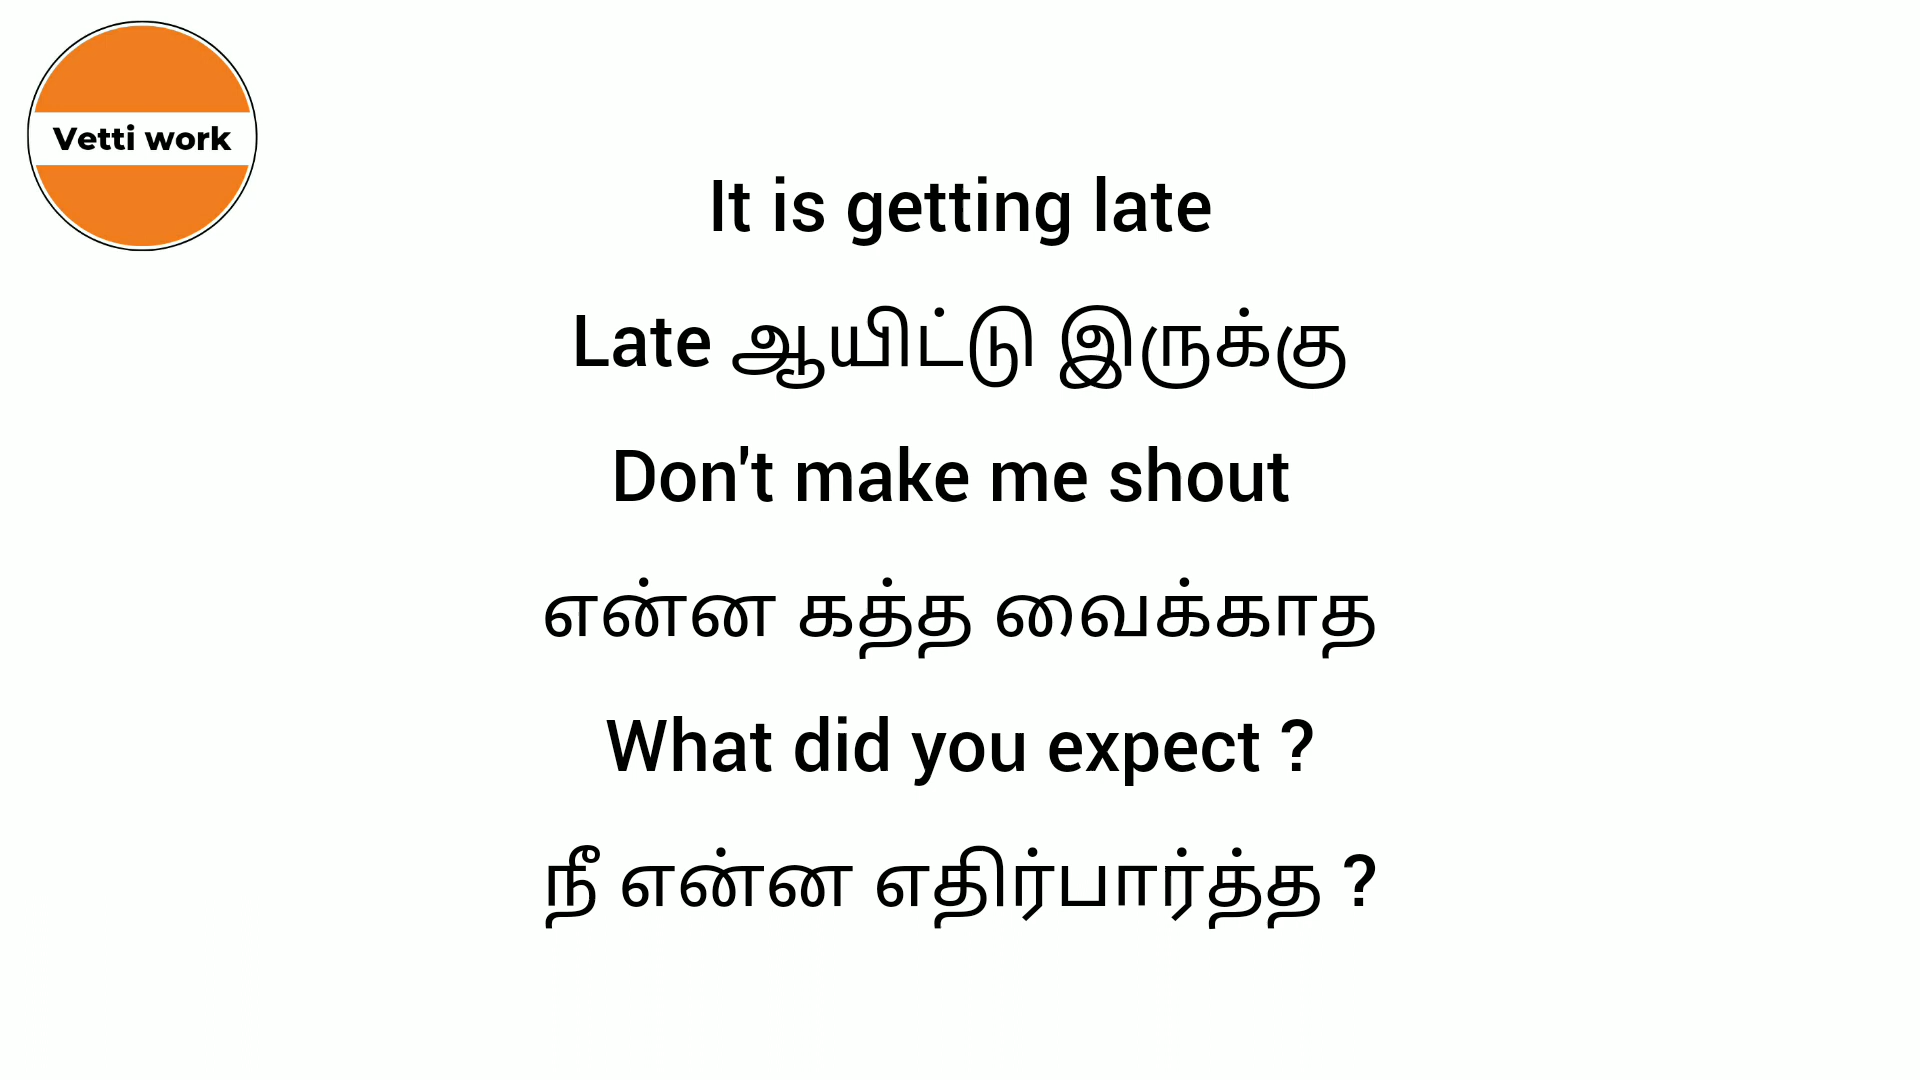 Vetti work
It is getting late
Late ஆயிட்டு இருக்கு
Don't make me shout
என்ன கத்த வைக்காத
What did you expect ?
நீ என்ன எதிர்பார்த்த ?